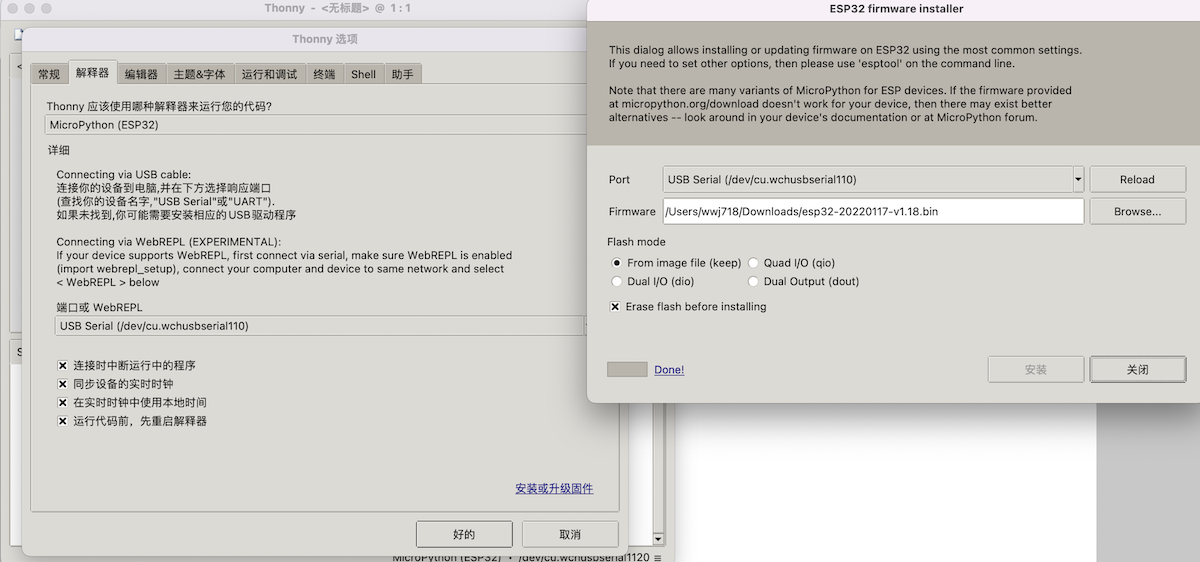 Thonny - <无标题> @ 1 : 1
Thonny 选项
常规 解释器 编辑器 主题&字体 运行和调试 终端 Shell 助手
Thonny 应该使用哪种解释器来运行您的代码?
MicroPython (ESP32)
详细
Connecting via USB cable:
连接你的设备到电脑,并在下方选择响应端口
(查找你的设备名字,"USB Serial"或"UART").
如果未找到,你可能需要安装相应的USB驱动程序
Connecting via WebREPL (EXPERIMENTAL):
If your device supports WebREPL, first connect via serial, make sure WebREPL is enabled
(import webrepl_setup), connect your computer and device to same network and select
< WebREPL > below
端口或 WebREPL
USB Serial (/dev/cu.wchusbserial110)
连接时中断运行中的程序
同步设备的实时时钟
在实时时钟中使用本地时间
运行代码前，先重启解释器
安装或升级固件
好的 取消
MicroPython (ESP32) • /dev/cu.wchusbserial1120
ESP32 firmware installer
This dialog allows installing or updating firmware on ESP32 using the most common settings.
If you need to set other options, then please use 'esptool' on the command line.
Note that there are many variants of MicroPython for ESP devices. If the firmware provided
at micropython.org/download doesn't work for your device, then there may exist better
alternatives -- look around in your device's documentation or at MicroPython forum.
Port USB Serial (/dev/cu.wchusbserial110) Reload
Firmware /Users/wwj718/Downloads/esp32-20220117-v1.18.bin Browse...
Flash mode
From image file (keep) Quad I/O (qio)
Dual I/O (dio) Dual Output (dout)
Erase flash before installing
Done! 安装 关闭